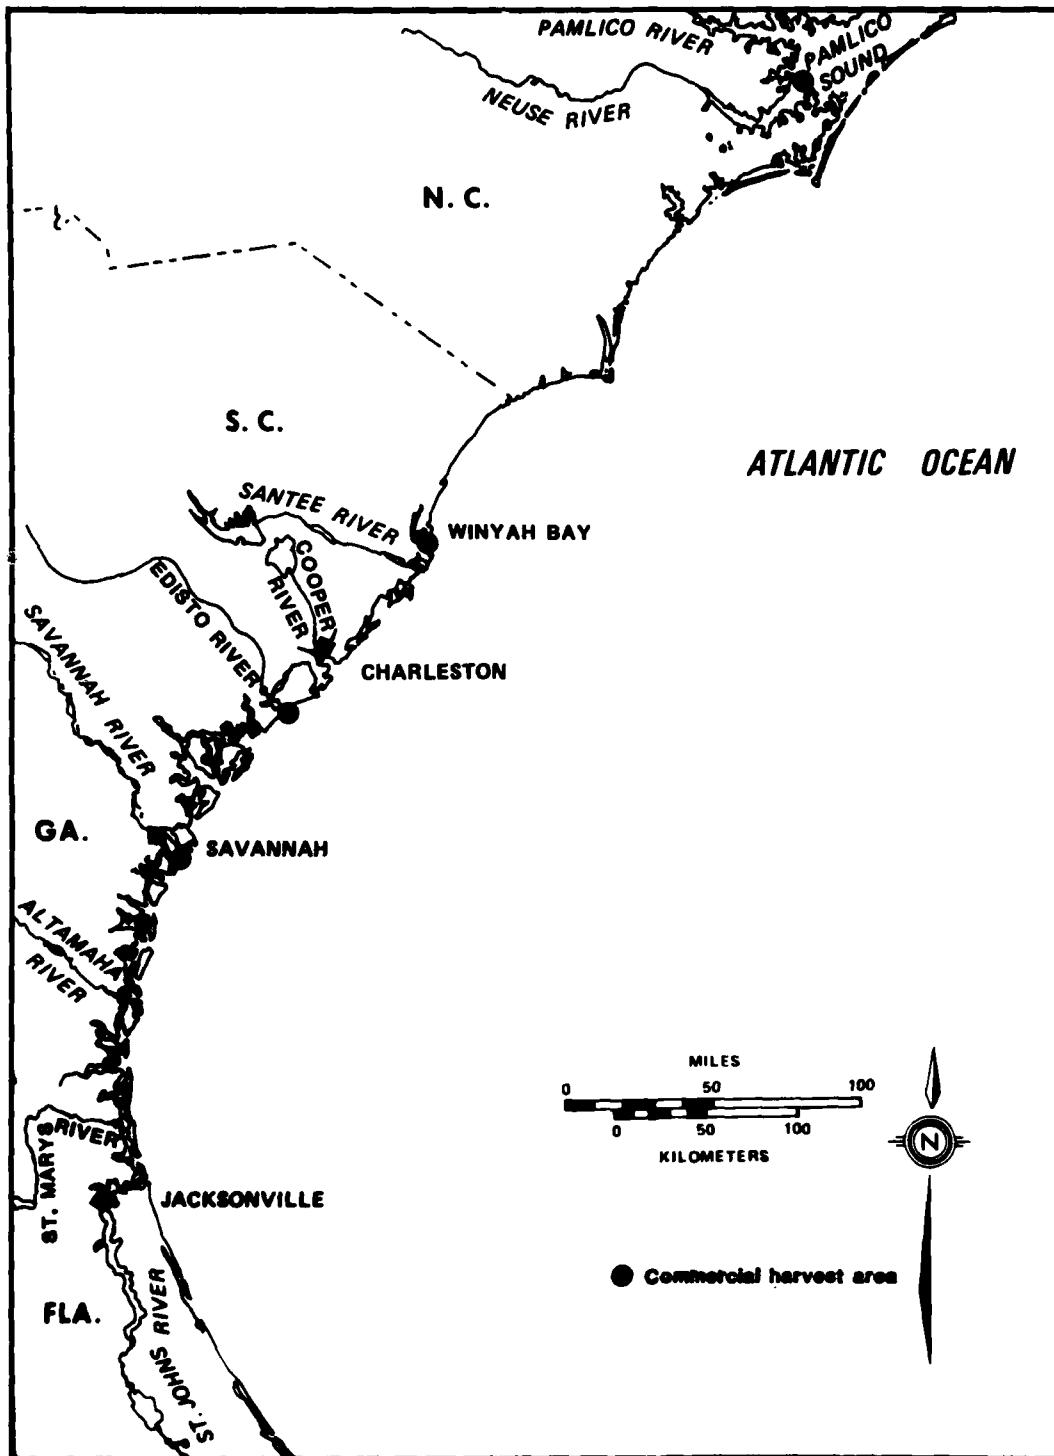 PAMLICO RIVER
PAMLICO
SOUND
NEUSE RIVER
N. C.
S. C.
ATLANTIC OCEAN
SANTEE RIVER
WINYAH BAY
COOPER
RIVER
EDISTO RIVER
SAVANNAH RIVER
CHARLESTON
GA.
SAVANNAH
ALTAMAHA
RIVER
MILES
0 50 100
0 50 100
KILOMETERS
N
ST. MARYS
RIVER
JACKSONVILLE
Commercial harvest area
FLA.
ST. JOHNS RIVER